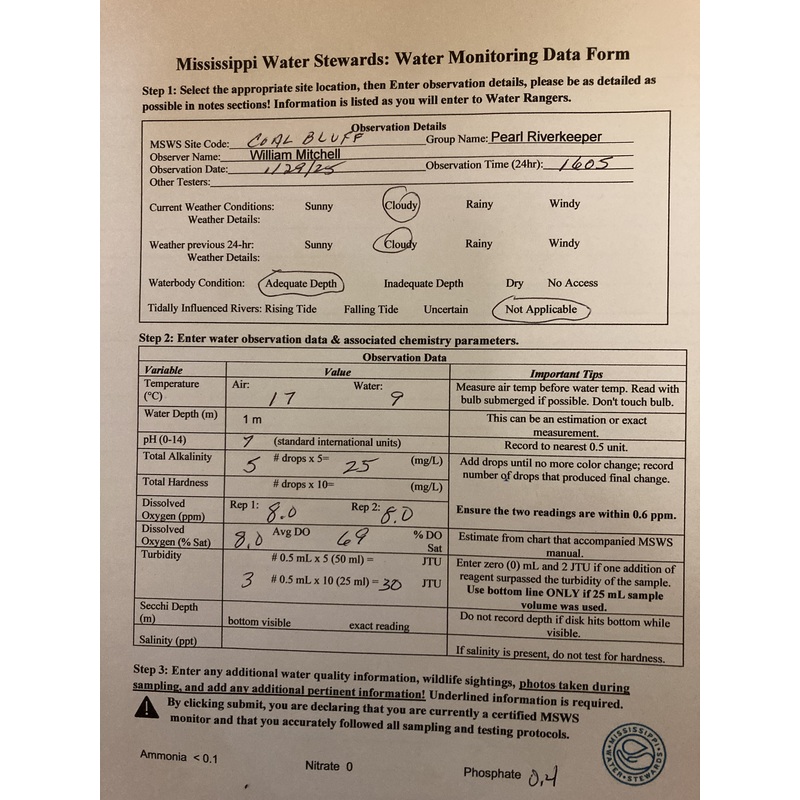 Mississippi Water Stewards: Water Monitoring Data Form
Step 1: Select the appropriate site location, then Enter observation details, please be as detailed as
possible in notes sections! Information is listed as you will enter to Water Rangers.
Observation Details
MSWS Site Code: COAL BLUFF Group Name: Pearl Riverkeeper
Observer Name: William Mitchell
Observation Date: 1/29/25 Observation Time (24hr): 1605
Other Testers:
Current Weather Conditions: Sunny Cloudy Rainy Windy
Weather Details:
Weather previous 24-hr: Sunny Cloudy Rainy Windy
Weather Details:
Waterbody Condition: Adequate Depth Inadequate Depth Dry No Access
Tidally Influenced Rivers: Rising Tide Falling Tide Uncertain Not Applicable
Step 2: Enter water observation data & associated chemistry parameters.
Observation Data
Variable Value Important Tips
Temperature (°C) Air: 17 Water: 9 Measure air temp before water temp. Read with
bulb submerged if possible. Don't touch bulb.
Water Depth (m) 1 m This can be an estimation or exact
measurement.
pH (0-14) 7 (standard international units) Record to nearest 0.5 unit.
Total Alkalinity 5 # drops x 5= 25 (mg/L) Add drops until no more color change; record
number of drops that produced final change.
Total Hardness # drops x 10= (mg/L)
Dissolved Oxygen (ppm) Rep 1: 8.0 Rep 2: 8.0 Ensure the two readings are within 0.6 ppm.
Dissolved Oxygen (% Sat) 8.0 Avg DO 69 % DO Sat Estimate from chart that accompanied MSWS
manual.
Turbidity # 0.5 mL x 5 (50 ml) = JTU Enter zero (0) mL and 2 JTU if one addition of
reagent surpassed the turbidity of the sample.
3 # 0.5 mL x 10 (25 ml) = 30 JTU Use bottom line ONLY if 25 mL sample
volume was used.
Secchi Depth (m) bottom visible exact reading Do not record depth if disk hits bottom while
visible.
Salinity (ppt) If salinity is present, do not test for hardness.
Step 3: Enter any additional water quality information, wildlife sightings, photos taken during
sampling, and add any additional pertinent information! Underlined information is required.
By clicking submit, you are declaring that you are currently a certified MSWS
monitor and that you accurately followed all sampling and testing protocols.
MISSISSIPPI WATER STEWARDS
Ammonia < 0.1 Nitrate 0 Phosphate 0.4